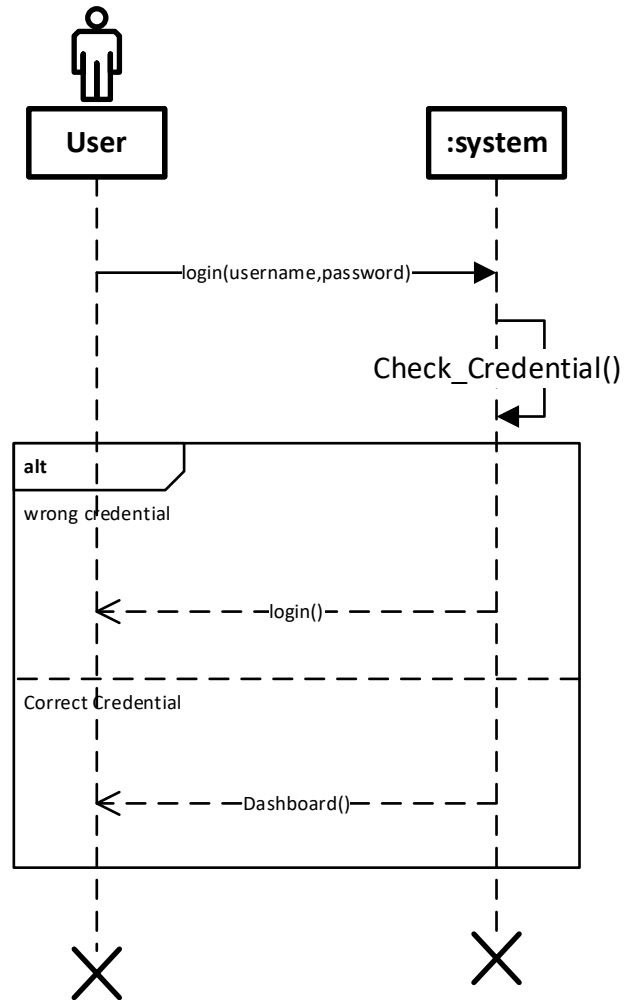 User
:system
login(username,password)
Check_Credential()
alt
wrong credential
login()
Correct Credential
Dashboard()